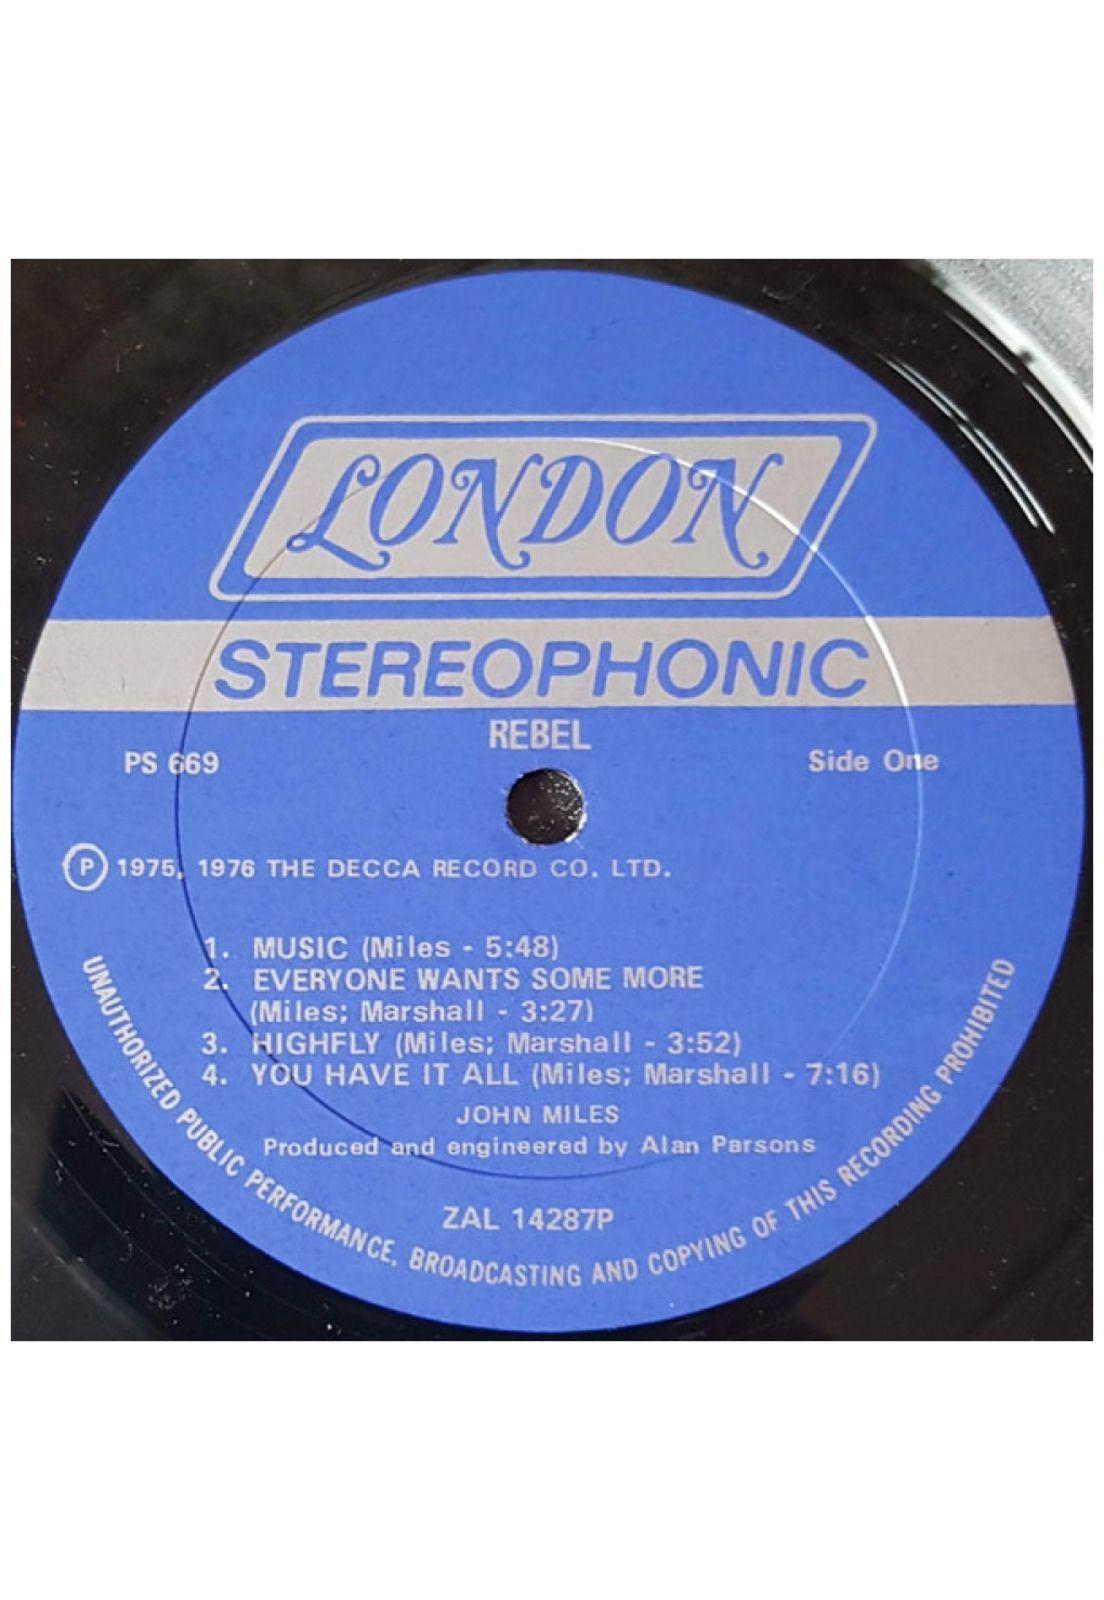 LONDON
STEREOPHONIC
REBEL
PS 669
Side One
Ⓟ 1975, 1976 THE DECCA RECORD CO. LTD.
1. MUSIC (Miles - 5:48)
2. EVERYONE WANTS SOME MORE
(Miles; Marshall - 3:27)
3. HIGHFLY (Miles; Marshall - 3:52)
4. YOU HAVE IT ALL (Miles; Marshall - 7:16)
JOHN MILES
Produced and engineered by Alan Parsons
ZAL 14287P
UNAUTHORIZED PUBLIC PERFORMANCE, BROADCASTING AND COPYING OF THIS RECORDING PROHIBITED